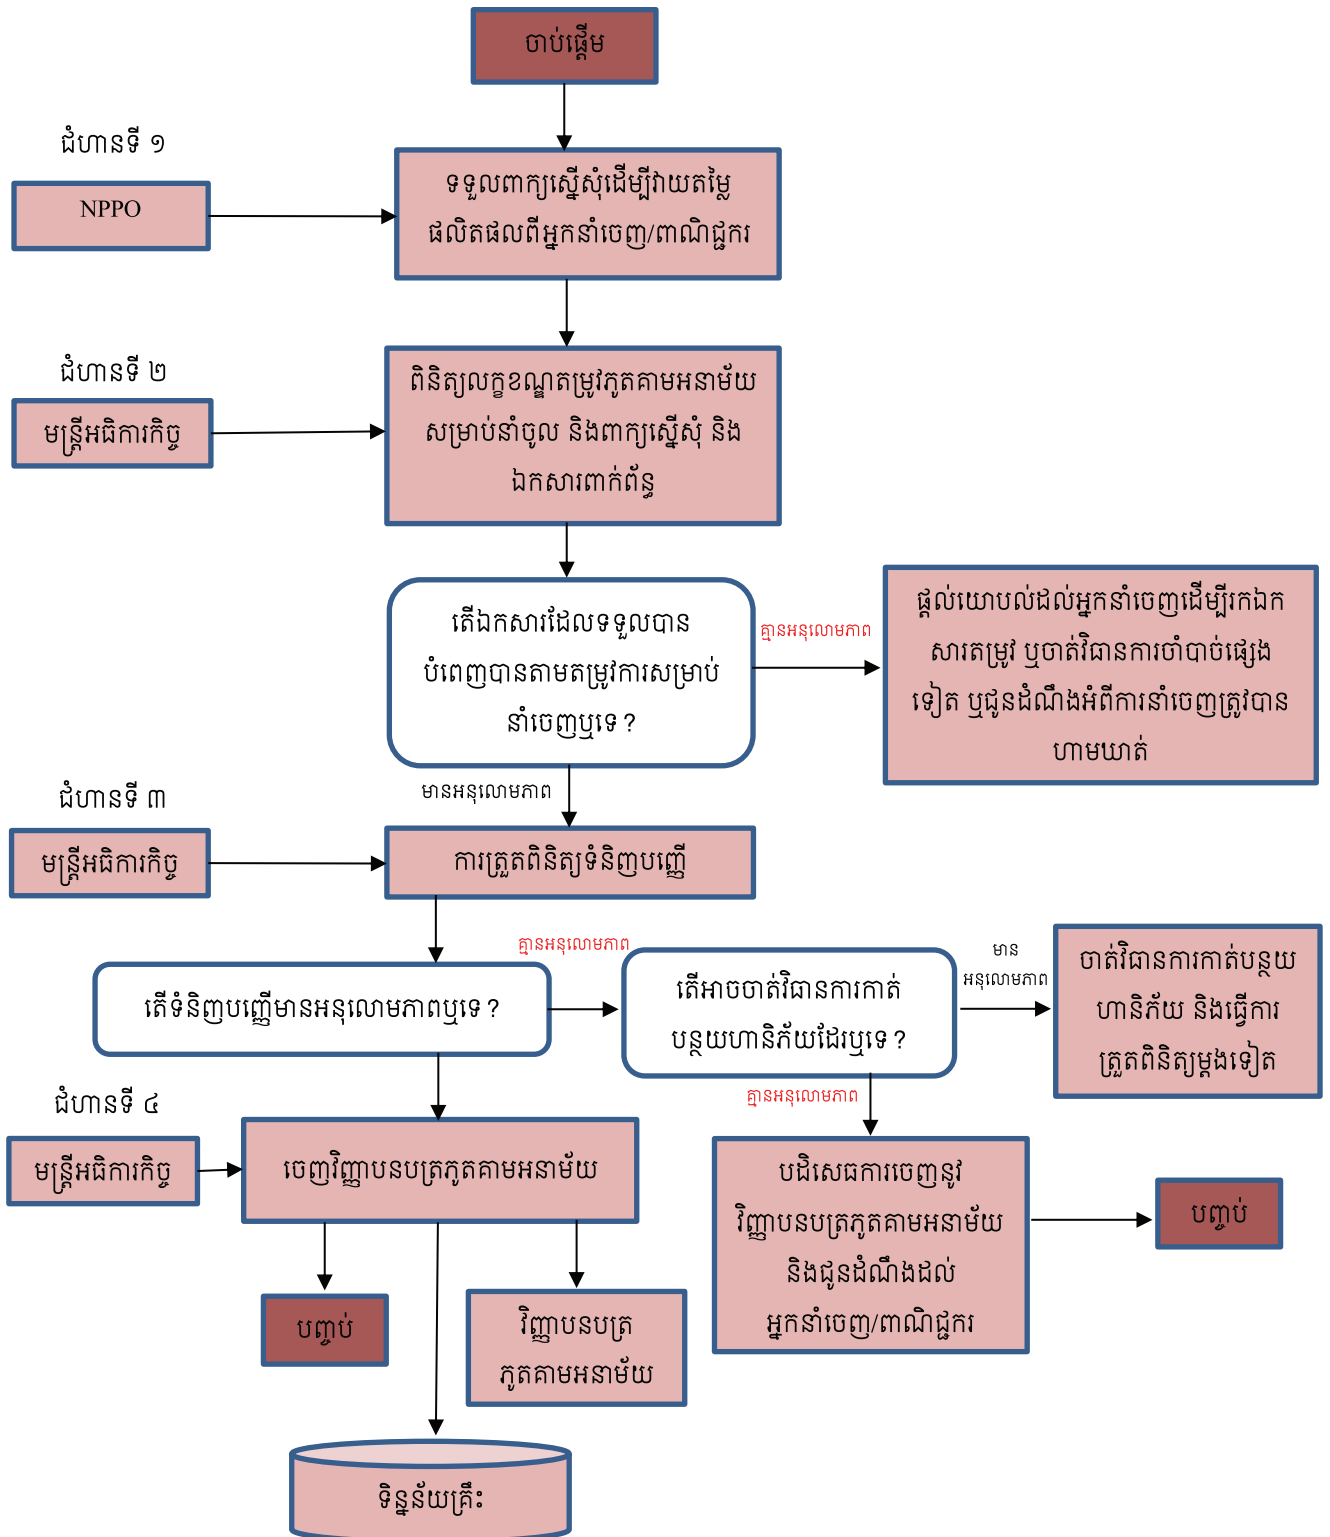 ចាប់ផ្តើម
ជំហានទី ១
NPPO
ទទួលពាក្យស្នើសុំដើម្បីវាយតម្លៃ
ផលិតផលពីអ្នកនាំចេញ/ពាណិជ្ជករ
ជំហានទី ២
មន្ត្រីអធិការកិច្ច
ពិនិត្យលក្ខខណ្ឌតម្រូវភូតគាមអនាម័យ
សម្រាប់នាំចូល និងពាក្យស្នើសុំ និង
ឯកសារពាក់ព័ន្ធ
តើឯកសារដែលទទួលបាន
បំពេញបានតាមតម្រូវការសម្រាប់
នាំចេញឬទេ?
គ្មានអនុលោមភាព
ផ្តល់យោបល់ដល់អ្នកនាំចេញដើម្បីរកឯក
សារតម្រូវ ឬចាត់វិធានការចាំបាច់ផ្សេង
ទៀត ឬជូនដំណឹងអំពីការនាំចេញត្រូវបាន
ហាមឃាត់
មានអនុលោមភាព
ជំហានទី ៣
មន្ត្រីអធិការកិច្ច
ការត្រួតពិនិត្យទំនិញបញ្ញើ
តើទំនិញបញ្ញើមានអនុលោមភាពឬទេ?
គ្មានអនុលោមភាព
តើអាចចាត់វិធានការកាត់
បន្ថយហានិភ័យដែរឬទេ?
មាន
អនុលោមភាព
ចាត់វិធានការកាត់បន្ថយ
ហានិភ័យ និងធ្វើការ
ត្រួតពិនិត្យម្តងទៀត
គ្មានអនុលោមភាព
ជំហានទី ៤
មន្ត្រីអធិការកិច្ច
ចេញវិញ្ញាបនបត្រភូតគាមអនាម័យ
បដិសេធការចេញនូវ
វិញ្ញាបនបត្រភូតគាមអនាម័យ
និងជូនដំណឹងដល់
អ្នកនាំចេញ/ពាណិជ្ជករ
បញ្ចប់
បញ្ចប់
វិញ្ញាបនបត្រ
ភូតគាមអនាម័យ
ទិន្នន័យគ្រឹះ